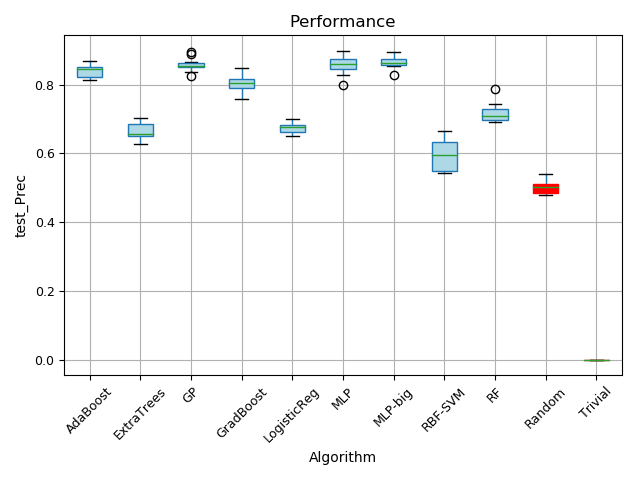 Performance
test_Prec
0.8
0.6
0.4
0.2
0.0
AdaBoost
ExtraTrees
GP
GradBoost
LogisticReg
MLP
MLP-big
RBF-SVM
RF
Random
Trivial
Algorithm